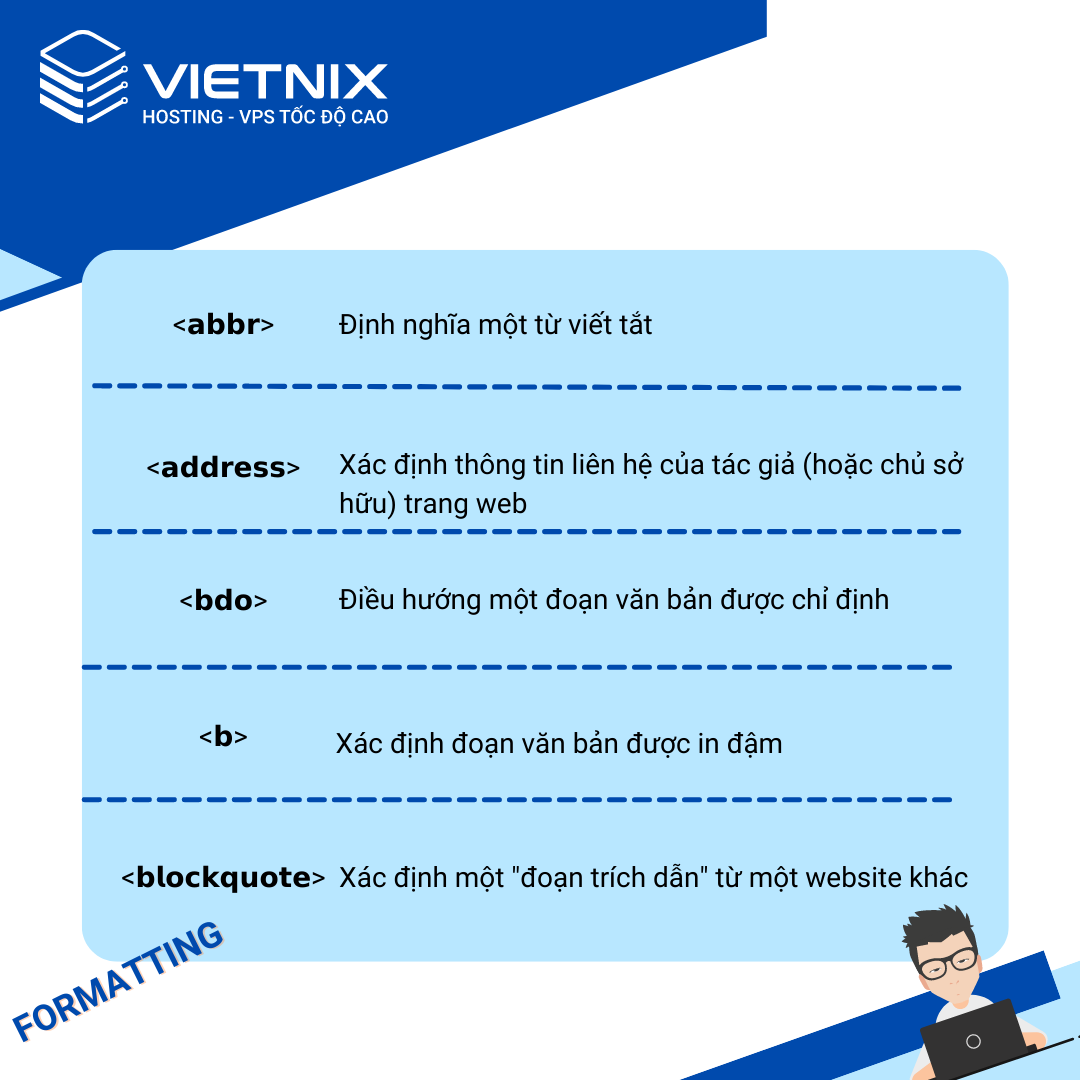 VIETNIX
HOSTING - VPS TỐC ĐỘ CAO
<abbr> Định nghĩa một từ viết tắt
<address> Xác định thông tin liên hệ của tác giả (hoặc chủ sở
hữu) trang web
<bdo> Điều hướng một đoạn văn bản được chỉ định
<b> Xác định đoạn văn bản được in đậm
<blockquote> Xác định một "đoạn trích dẫn" từ một website khác
FORMATTING